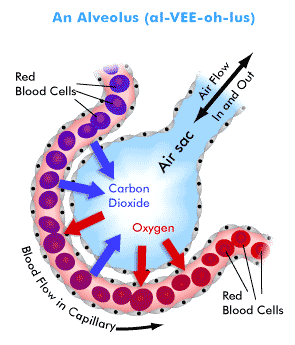 An Alveolus (al-VEE-oh-lus)
Red
Blood Cells
Air Flow
In and Out
Air sac
Carbon
Dioxide
Oxygen
Blood Flow in Capillary
Red
Blood Cells